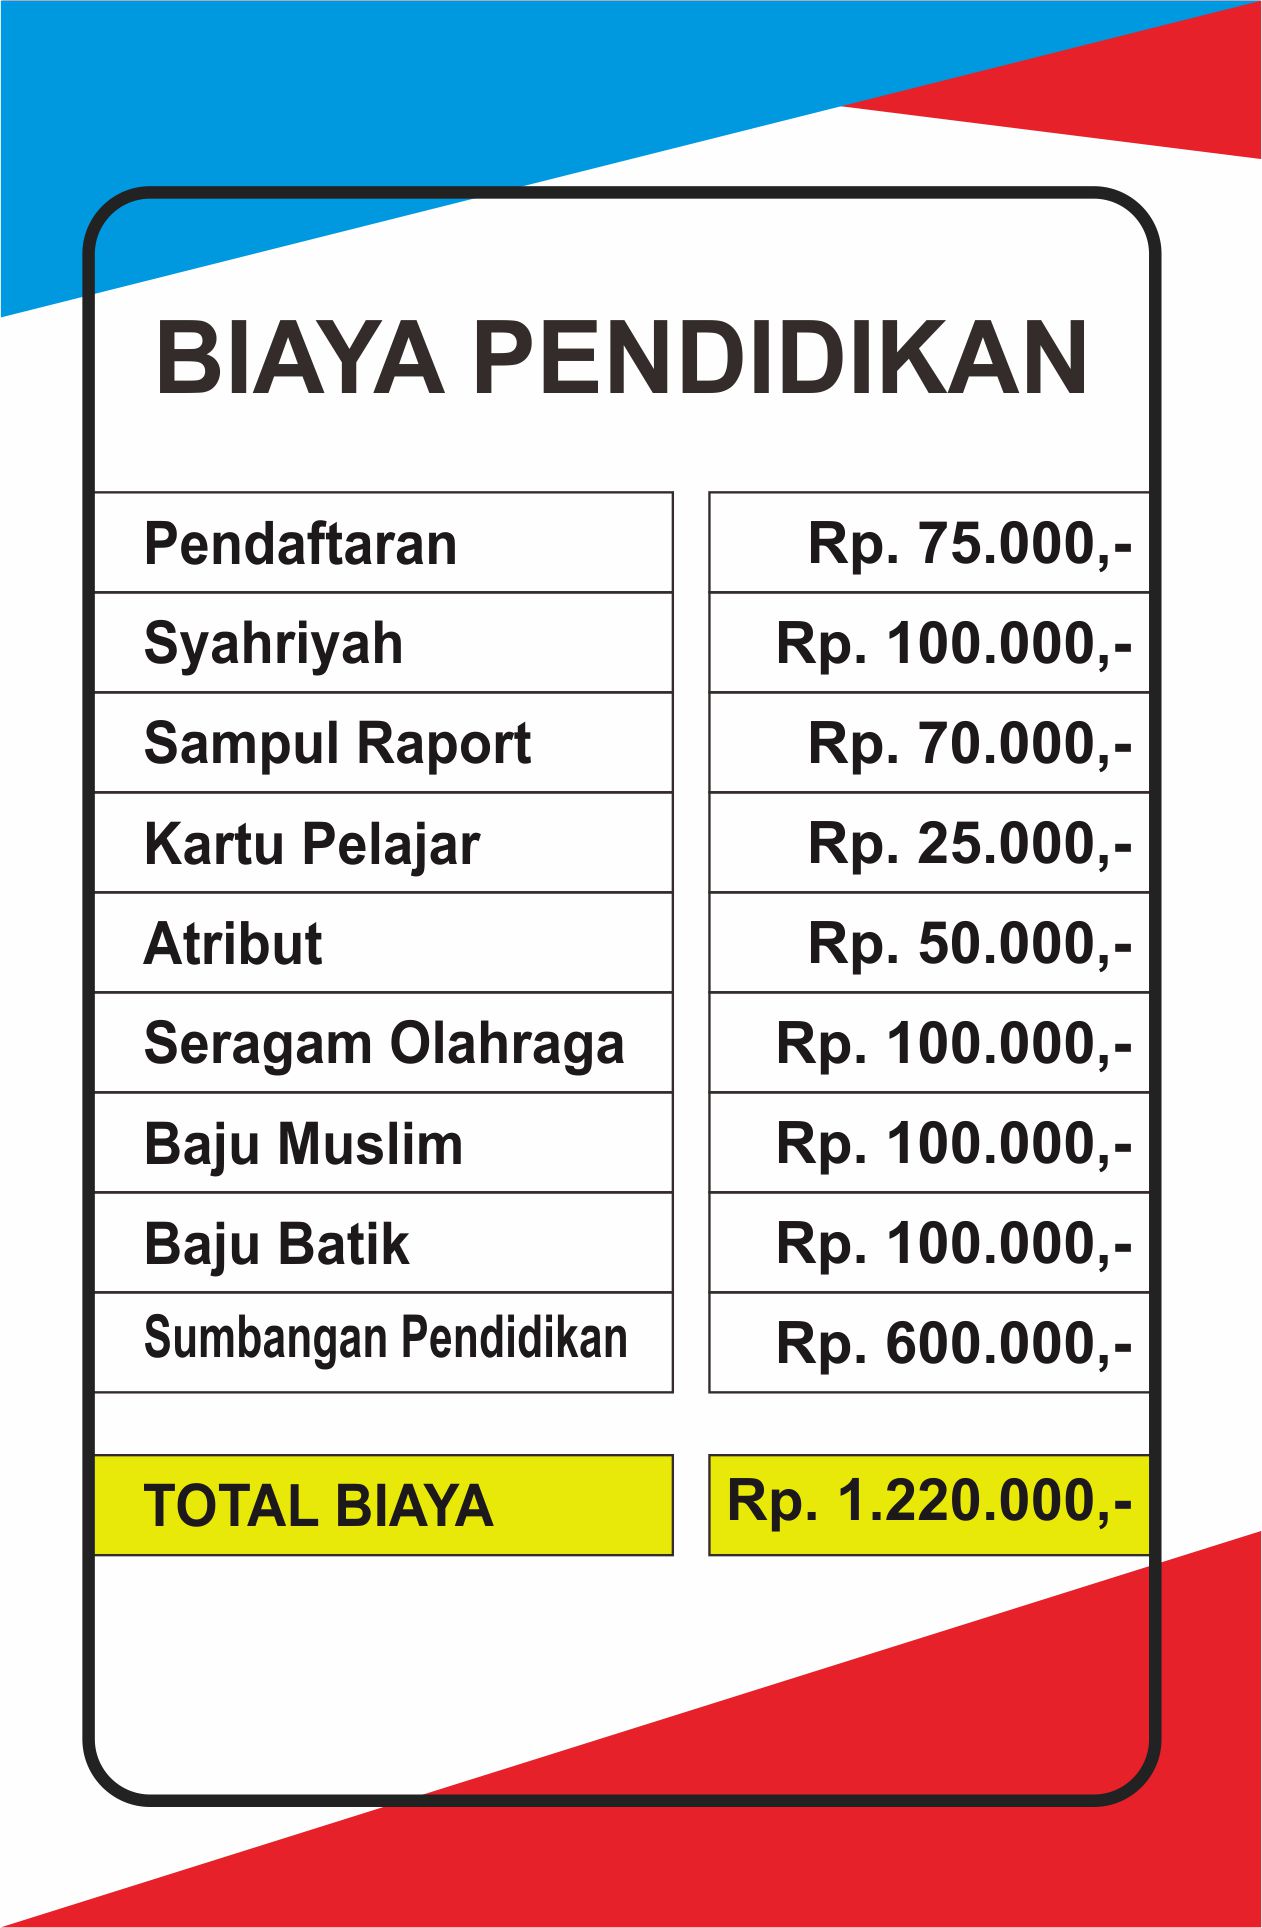 BIAYA PENDIDIKAN
Pendaftaran Rp. 75.000,-
Syahriyah Rp. 100.000,-
Sampul Raport Rp. 70.000,-
Kartu Pelajar Rp. 25.000,-
Atribut Rp. 50.000,-
Seragam Olahraga Rp. 100.000,-
Baju Muslim Rp. 100.000,-
Baju Batik Rp. 100.000,-
Sumbangan Pendidikan Rp. 600.000,-
TOTAL BIAYA Rp. 1.220.000,-